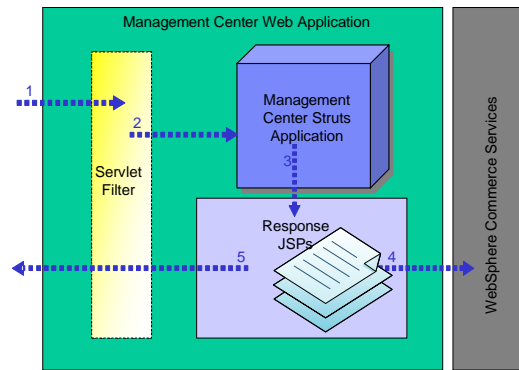 Management Center Web Application
1
2
Management
Center Struts
Application
3
Servlet
Filter
Response
JSPs
5
4
WebSphere Commerce Services